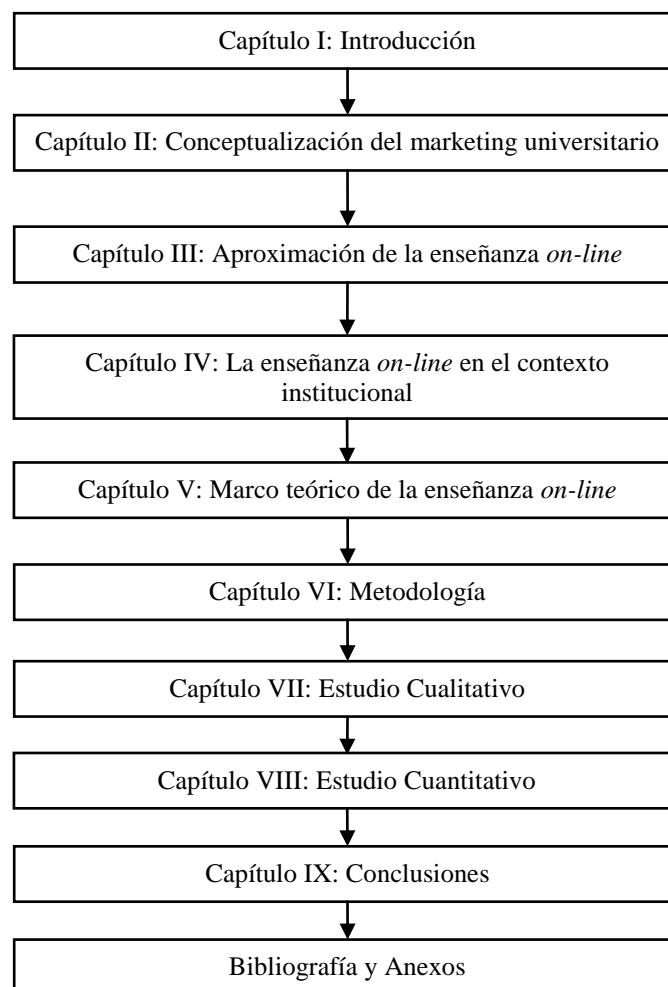 Capítulo I: Introducción
Capítulo II: Conceptualización del marketing universitario
Capítulo III: Aproximación de la enseñanza on-line
Capítulo IV: La enseñanza on-line en el contexto
institucional
Capítulo V: Marco teórico de la enseñanza on-line
Capítulo VI: Metodología
Capítulo VII: Estudio Cualitativo
Capítulo VIII: Estudio Cuantitativo
Capítulo IX: Conclusiones
Bibliografía y Anexos